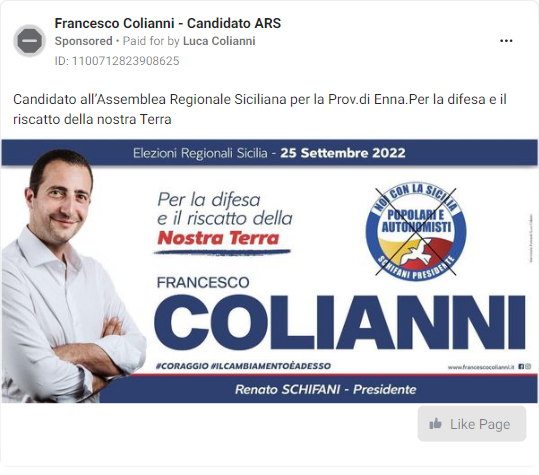 Francesco Colianni - Candidato ARS
Sponsored • Paid for by Luca Colianni
ID: 1100712823908625
Candidato all'Assemblea Regionale Siciliana per la Prov.di Enna.Per la difesa e il
riscatto della nostra Terra
Elezioni Regionali Sicilia - 25 Settembre 2022
Per la difesa
e il riscatto della
Nostra Terra
NOI CON LA SICILIA
POPOLARI E
AUTONOMISTI
SCHIFANI PRESIDENTE
FRANCESCO
COLIANNI
#CORAGGIO #ILCAMBIAMENTOÈADESSO
www.francescocolianni.it
Renato SCHIFANI - Presidente
Like Page